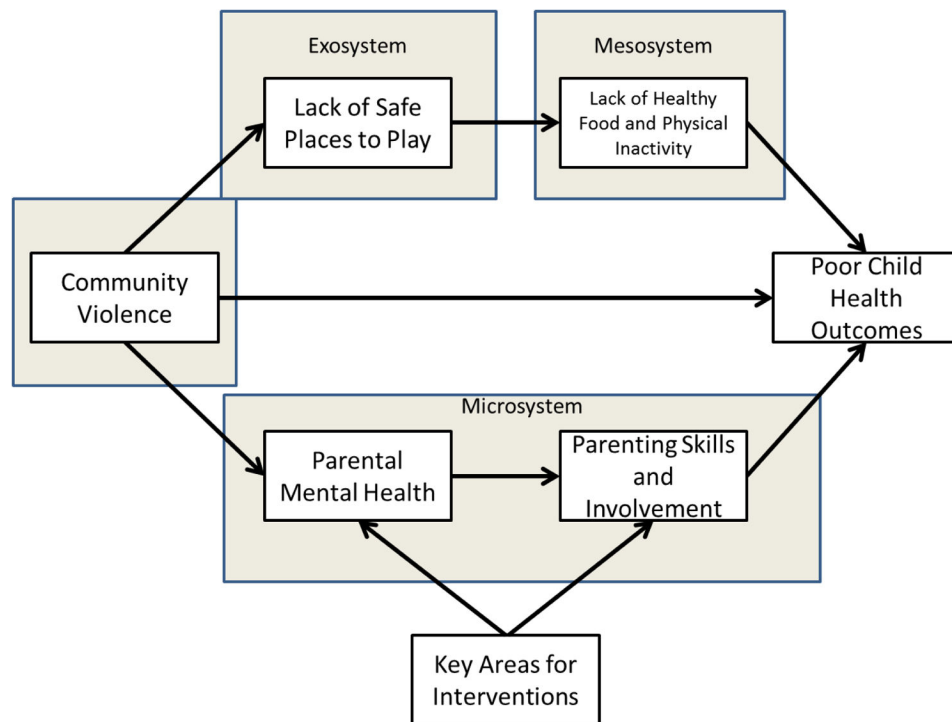 Exosystem
Lack of Safe
Places to Play
Mesosystem
Lack of Healthy
Food and Physical
Inactivity
Community
Violence
Poor Child
Health
Outcomes
Microsystem
Parental
Mental Health
Parenting Skills
and
Involvement
Key Areas for
Interventions